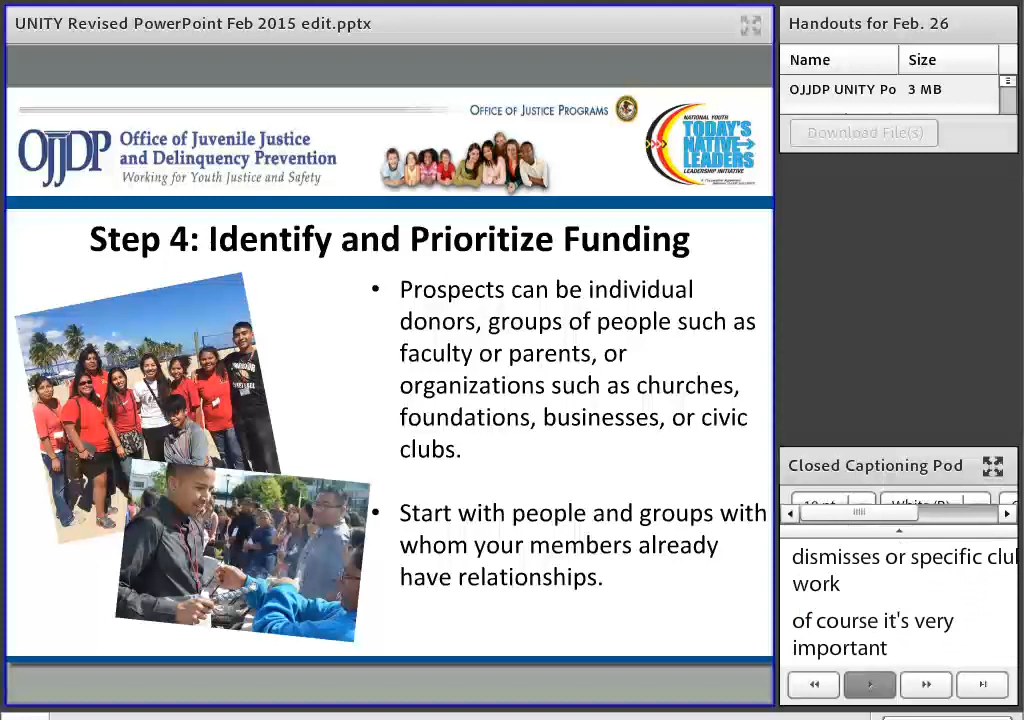 UNITY Revised PowerPoint Feb 2015 edit.pptx
OFFICE OF JUSTICE PROGRAMS
OJJDP
Office of Juvenile Justice
and Delinquency Prevention
Working for Youth Justice and Safety
NATIONAL YOUTH
TODAY'S
NATIVE
LEADERS
LEADERSHIP INITIATIVE
Step 4: Identify and Prioritize Funding
• Prospects can be individual
donors, groups of people such as
faculty or parents, or
organizations such as churches,
foundations, businesses, or civic
clubs.
• Start with people and groups with
whom your members already
have relationships.
Handouts for Feb. 26
Name Size
OJJDP UNITY Po 3 MB
Download File(s)
Closed Captioning Pod
dismisses or specific clu
work
of course it's very
important